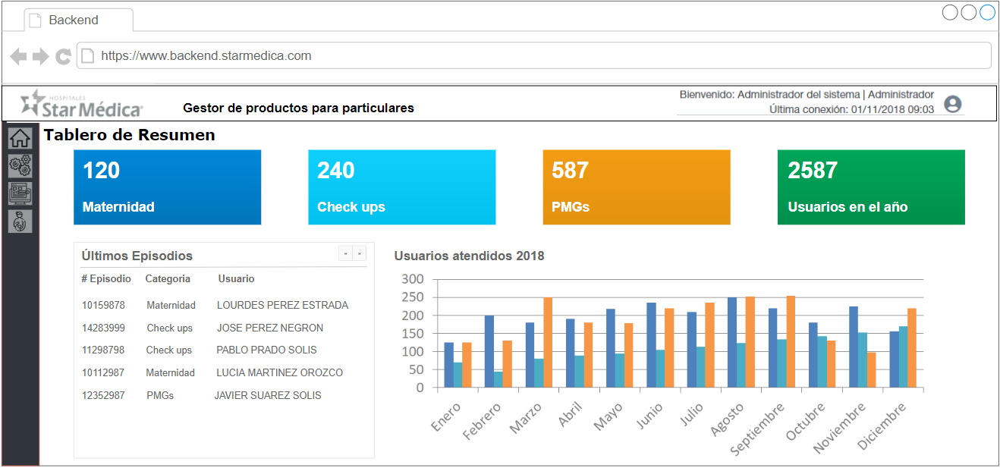 Backend
https://www.backend.starmedica.com
HOSPITALES
Star Médica
Gestor de productos para particulares
Bienvenido: Administrador del sistema | Administrador
Última conexión: 01/11/2018 09:03
Tablero de Resumen
120
Maternidad
240
Check ups
587
PMGs
2587
Usuarios en el año
Últimos Episodios
# Episodio Categoria Usuario
10159878 Maternidad LOURDES PEREZ ESTRADA
14283999 Check ups JOSE PEREZ NEGRON
11298798 Check ups PABLO PRADO SOLIS
10112987 Maternidad LUCIA MARTINEZ OROZCO
12352987 PMGs JAVIER SUAREZ SOLIS
Usuarios atendidos 2018
300
250
200
150
100
50
0
Enero
Febrero
Marzo
Abril
Mayo
Junio
Julio
Agosto
Septiembre
Octubre
Noviembre
Diciembre